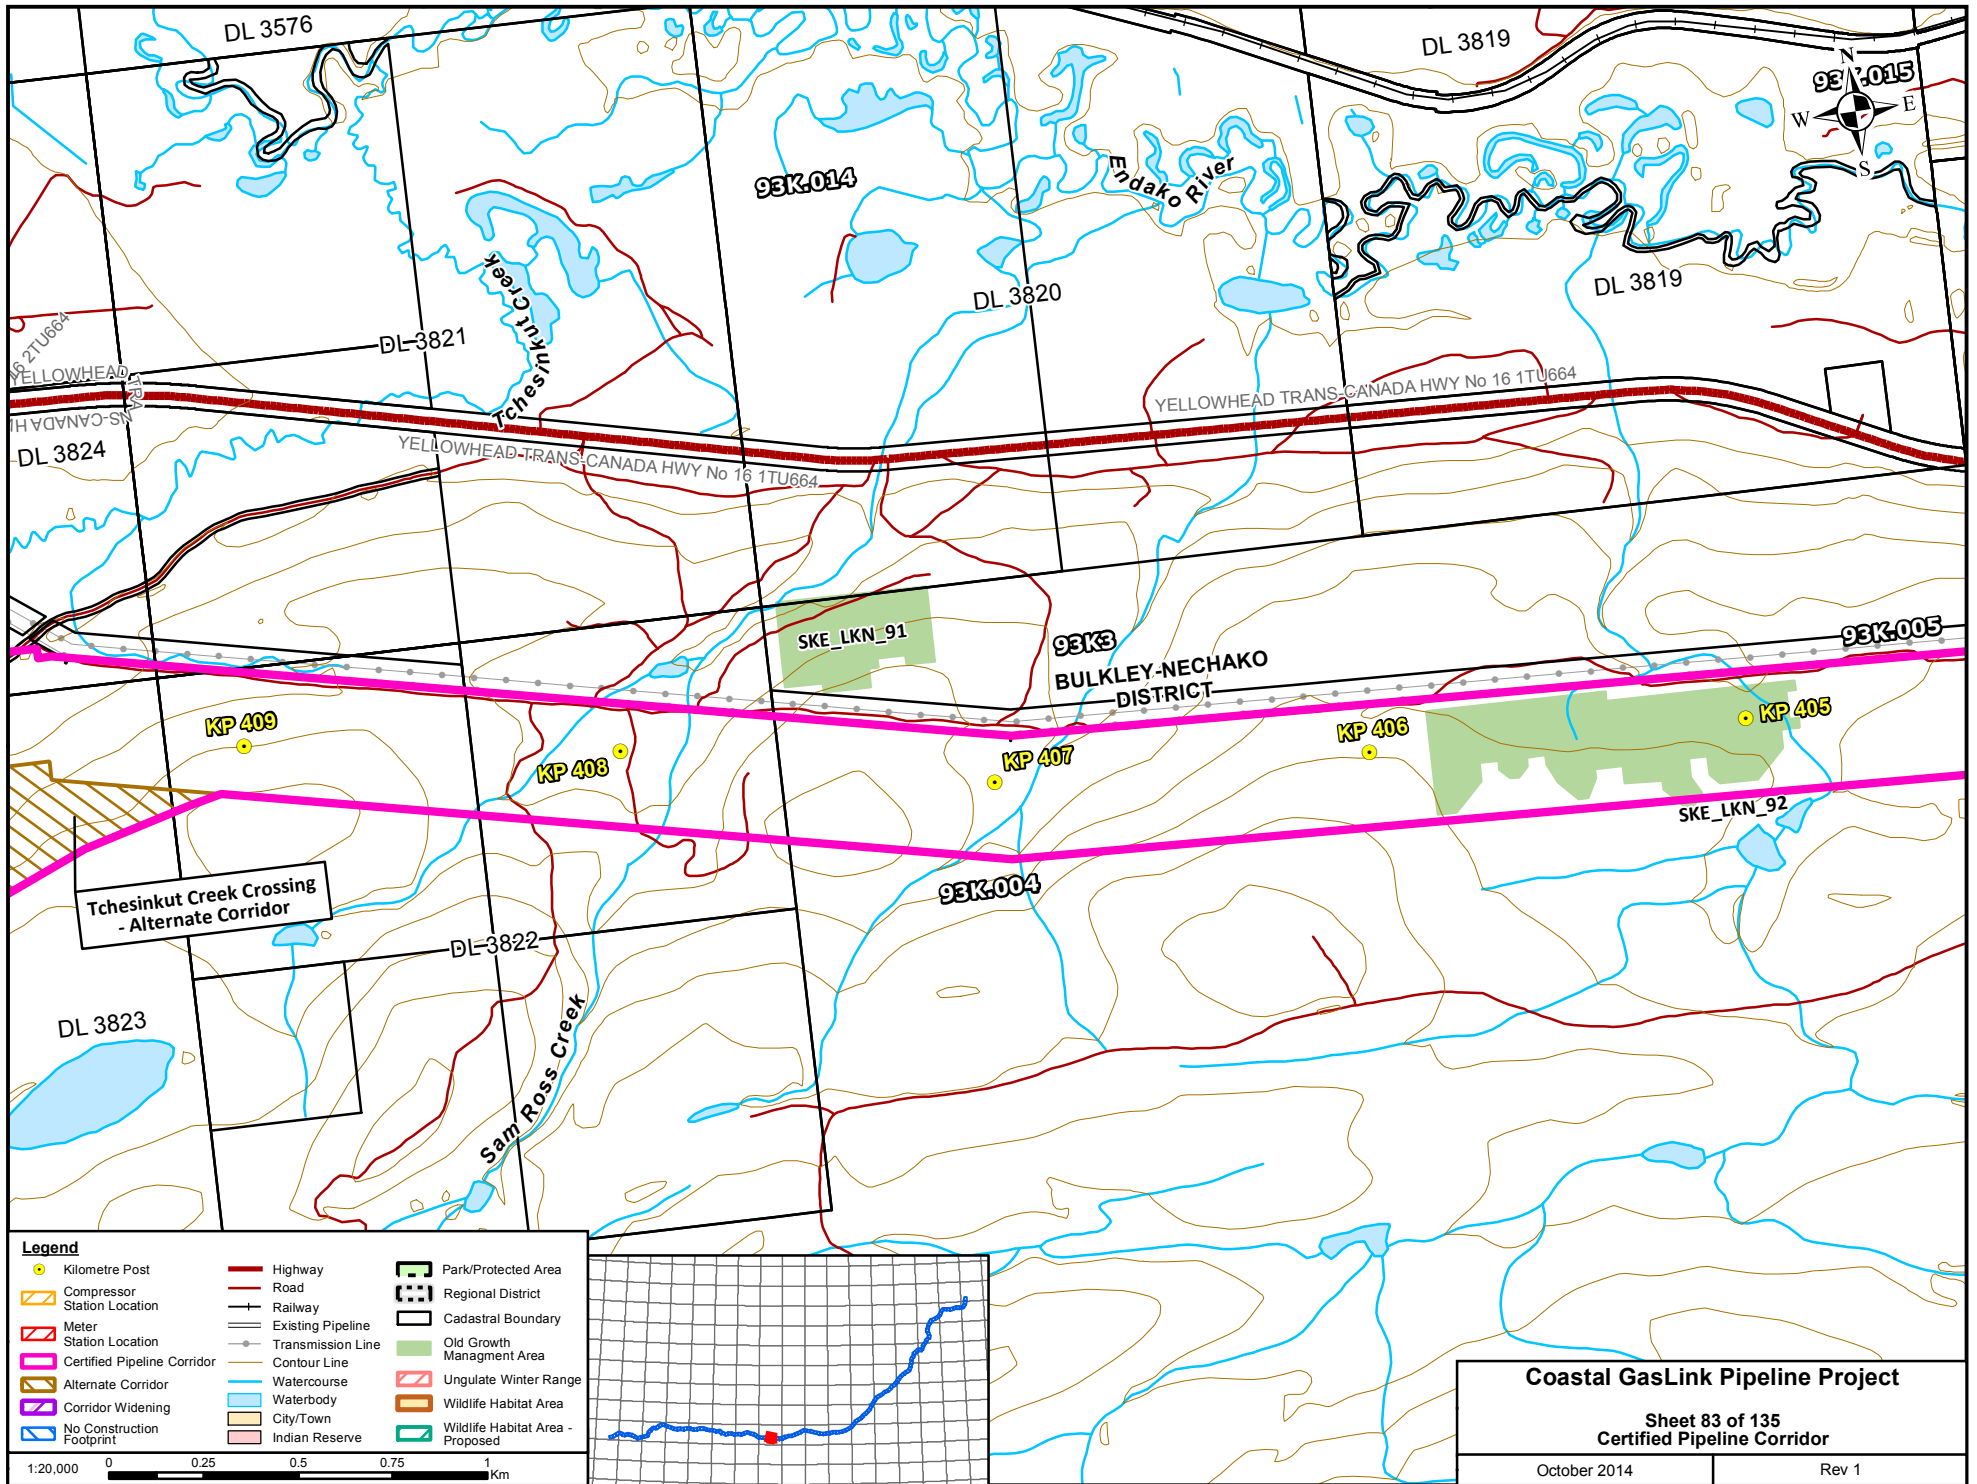 DL 3576
DL 3819
N
W
E
S
93K.014
Endako
River
Tchesinkut Creek
DL 3821
DL 3820
DL 3819
16 2TU664
YELLOWHEAD TRA
NS-CANADA H
DL 3824
YELLOWHEAD TRANS-CANADA HWY No 16 1TU664
YELLOWHEAD TRANS-CANADA HWY No 16 1TU664
SKE_LKN_91
93K3
93K.005
BULKLEY-NECHAKO
DISTRICT
KP 409
KP 408
KP 407
KP 406
KP 405
SKE_LKN_92
Tchesinkut Creek Crossing
- Alternate Corridor
93K.004
DL 3822
DL 3823
Sam Ross Creek
Legend
Kilometre Post
Compressor
Station Location
Meter
Station Location
Certified Pipeline Corridor
Alternate Corridor
Corridor Widening
No Construction
Footprint
Highway
Road
Railway
Existing Pipeline
Transmission Line
Contour Line
Watercourse
Waterbody
City/Town
Indian Reserve
Park/Protected Area
Regional District
Cadastral Boundary
Old Growth
Managment Area
Ungulate Winter Range
Wildlife Habitat Area
Wildlife Habitat Area -
Proposed
1:20,000
0 0.25 0.5 0.75 1
Km
Coastal GasLink Pipeline Project
Sheet 83 of 135
Certified Pipeline Corridor
October 2014
Rev 1